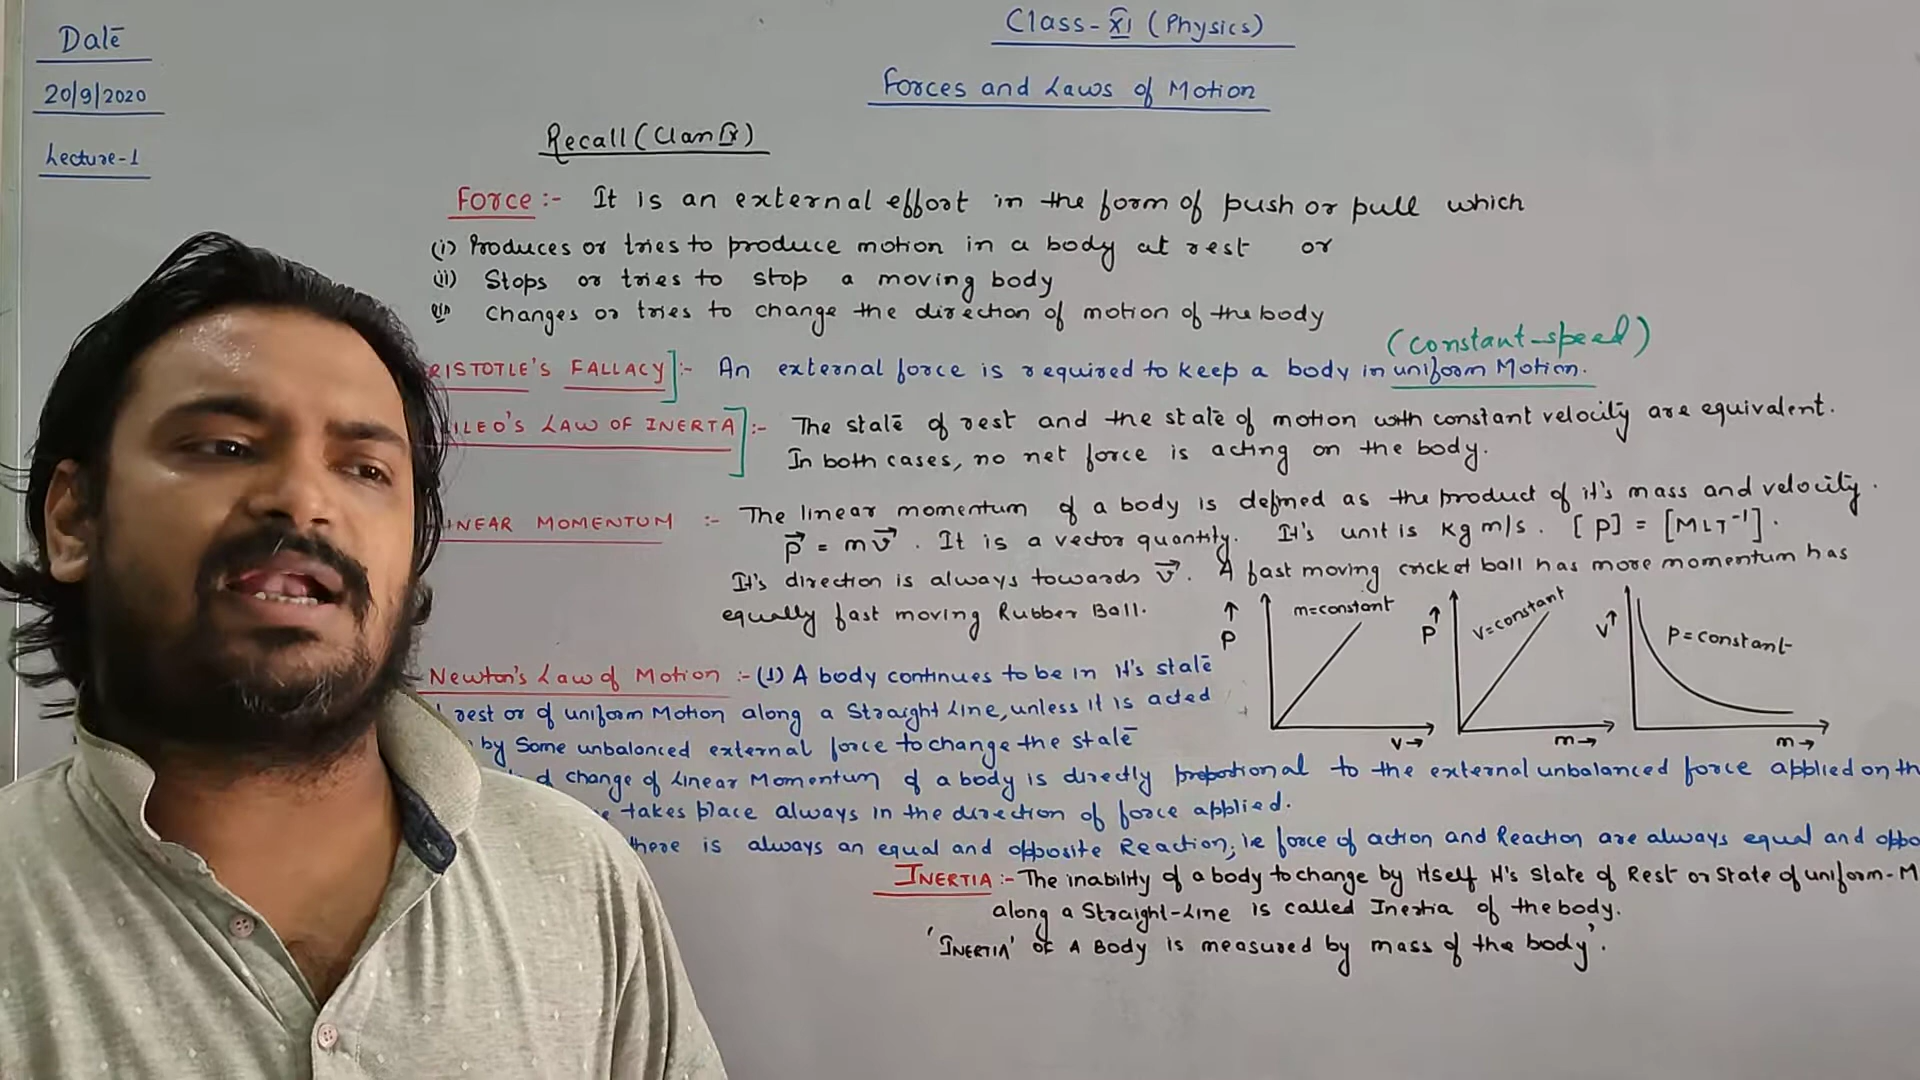 Date
20/9/2020
Lecture-1
Class-XI (Physics)
Forces and Laws of Motion
Recall (Class IX)
Force :- It is an external effort in the form of push or pull which
(i) Produces or tries to produce motion in a body at rest or
(ii) Stops or tries to stop a moving body
(iii) changes or tries to change the direction of motion of the body
(constant-speed)
RISTOTLE'S FALLACY] :- An external force is required to keep a body in uniform Motion.
ILEO'S LAW OF INERTA] :- The state of rest and the state of motion with constant velocity are equivalent.
In both cases, no net force is acting on the body.
INEAR MOMENTUM :- The linear momentum of a body is defined as the product of it's mass and velocity.
p⃗ = mv⃗. It is a vector quantity. It's unit is kg m/s. [P] = [MLT⁻¹].
It's direction is always towards v⃗. A fast moving cricket ball has more momentum has
equally fast moving Rubber Ball.
P↑ m=constant v→
P↑ v=constant m→
v↑ p=constant m→
Newton's Law of Motion :- (1) A body continues to be in it's state
rest or of uniform Motion along a Straight Line, unless it is acted
by Some unbalanced external force to change the state
d change of Linear Momentum of a body is directly proportional to the external unbalanced force applied on th
takes place always in the direction of force applied.
here is always an equal and opposite Reaction, ie force of action and Reaction are always equal and oppo
INERTIA :- The inability of a body to change by itself it's state of Rest or State of uniform-M
along a Straight-Line is called Inertia of the body.
'INERTIA' OF A Body is measured by mass of the body'.